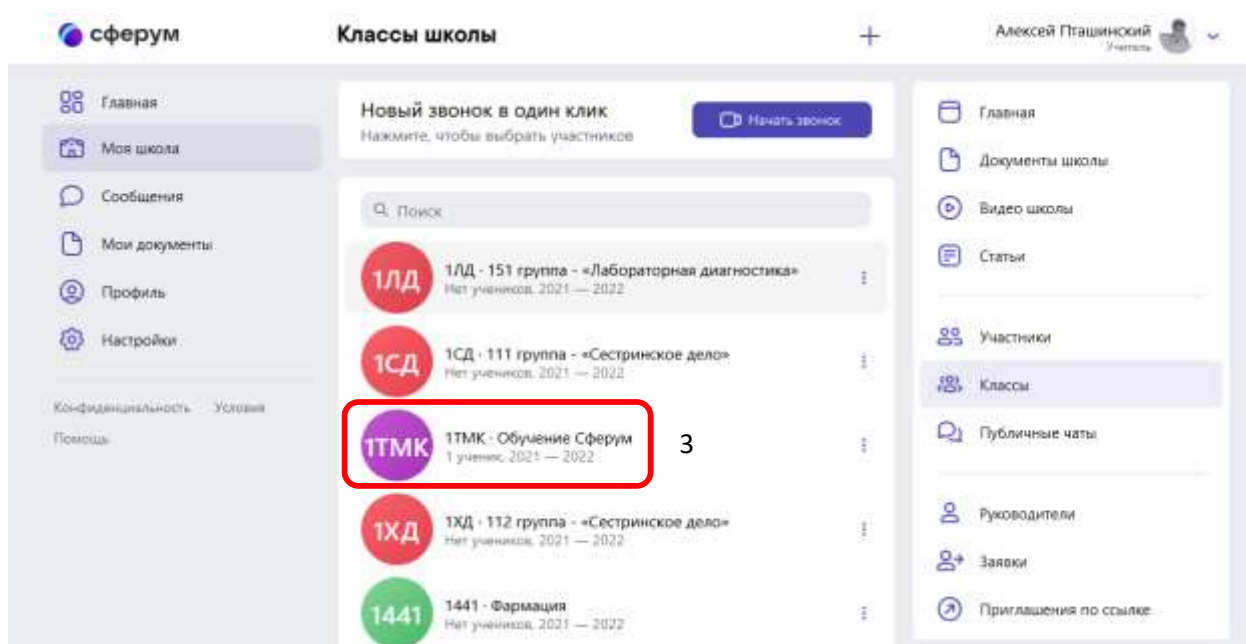 сферум
Классы школы
Алексей Пташинский
Учитель
Главная
Моя школа
Сообщения
Мои документы
Профиль
Настройки
Конфиденциальность Условия
Помощь
Новый звонок в один клик
Нажмите, чтобы выбрать участников
Начать звонок
Поиск
1ЛД
1ЛД · 151 группа - «Лабораторная диагностика»
Нет учеников, 2021 — 2022
1СД
1СД · 111 группа - «Сестринское дело»
Нет учеников, 2021 — 2022
1ТМК
1ТМК · Обучение Сферум
1 ученик, 2021 — 2022
3
1ХД
1ХД · 112 группа - «Сестринское дело»
Нет учеников, 2021 — 2022
1441
1441 · Фармация
Нет учеников, 2021 — 2022
Главная
Документы школы
Видео школы
Статьи
Участники
Классы
Публичные чаты
Руководители
Заявки
Приглашения по ссылке